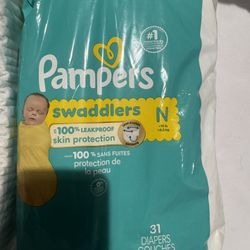 #1
Pampers
swaddlers
N
100% LEAKPROOF
skin protection
100% SANS FUITES
protection de
la peau
31
DIAPERS
COUCHES